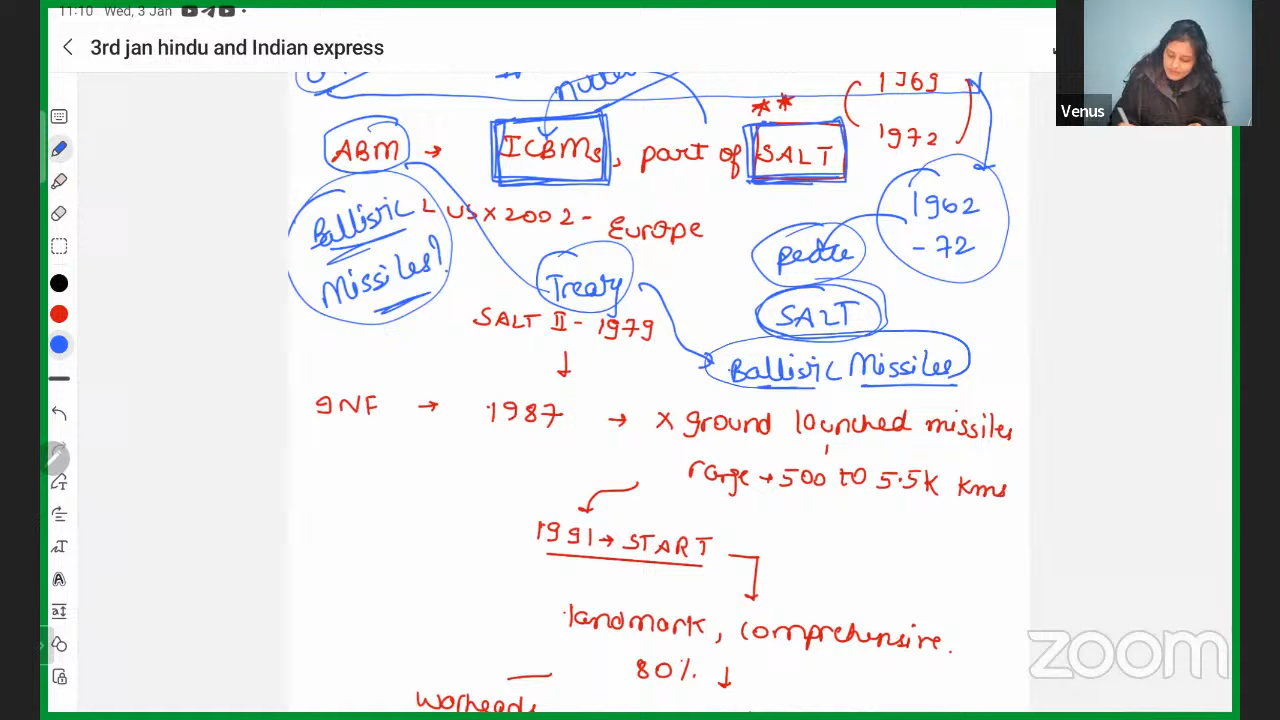 11:10 Wed, 3 Jan
3rd jan hindu and Indian express
Venus
1969
1972
ABM → ICBMs, part of SALT
1962
- 72
Ballistic
Missiles?
US x 2002 - Europe
Peace
Treaty
SALT
SALT II - 1979
Ballistic Missiles
INF → 1987 → x ground launched missiles
range → 500 to 5.5K kms
1991 → START
landmark, comprehensive.
80% ↓
warheads
zoom